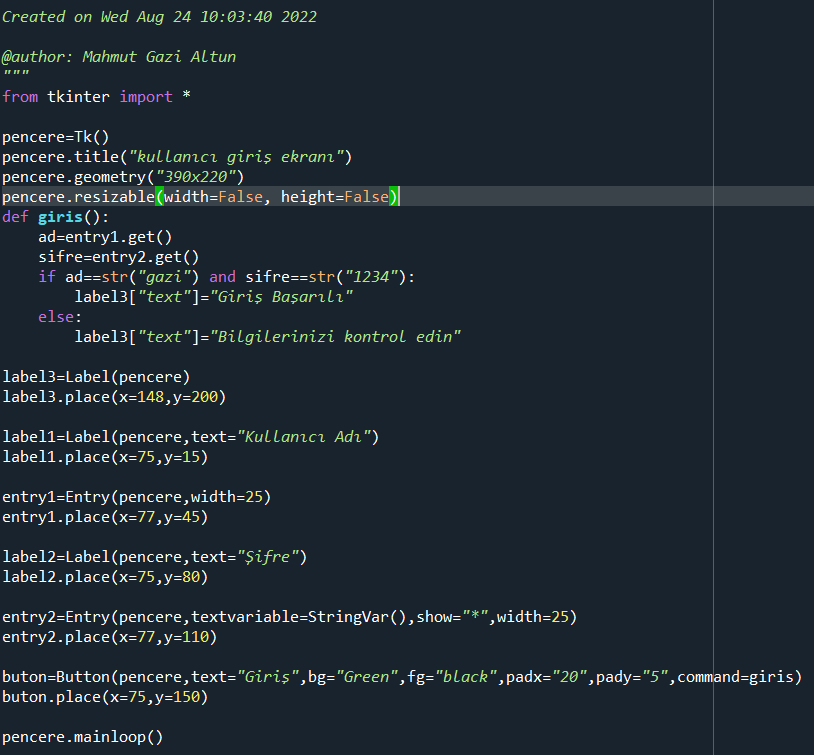 Created on Wed Aug 24 10:03:40 2022
@author: Mahmut Gazi Altun
"""
from tkinter import *
pencere=Tk()
pencere.title("kullanıcı giriş ekranı")
pencere.geometry("390x220")
pencere.resizable(width=False, height=False)
def giris():
    ad=entry1.get()
    sifre=entry2.get()
    if ad==str("gazi") and sifre==str("1234"):
        label3["text"]="Giriş Başarılı"
    else:
        label3["text"]="Bilgilerinizi kontrol edin"
label3=Label(pencere)
label3.place(x=148,y=200)
label1=Label(pencere,text="Kullanıcı Adı")
label1.place(x=75,y=15)
entry1=Entry(pencere,width=25)
entry1.place(x=77,y=45)
label2=Label(pencere,text="Şifre")
label2.place(x=75,y=80)
entry2=Entry(pencere,textvariable=StringVar(),show="*",width=25)
entry2.place(x=77,y=110)
buton=Button(pencere,text="Giriş",bg="Green",fg="black",padx="20",pady="5",command=giris)
buton.place(x=75,y=150)
pencere.mainloop()